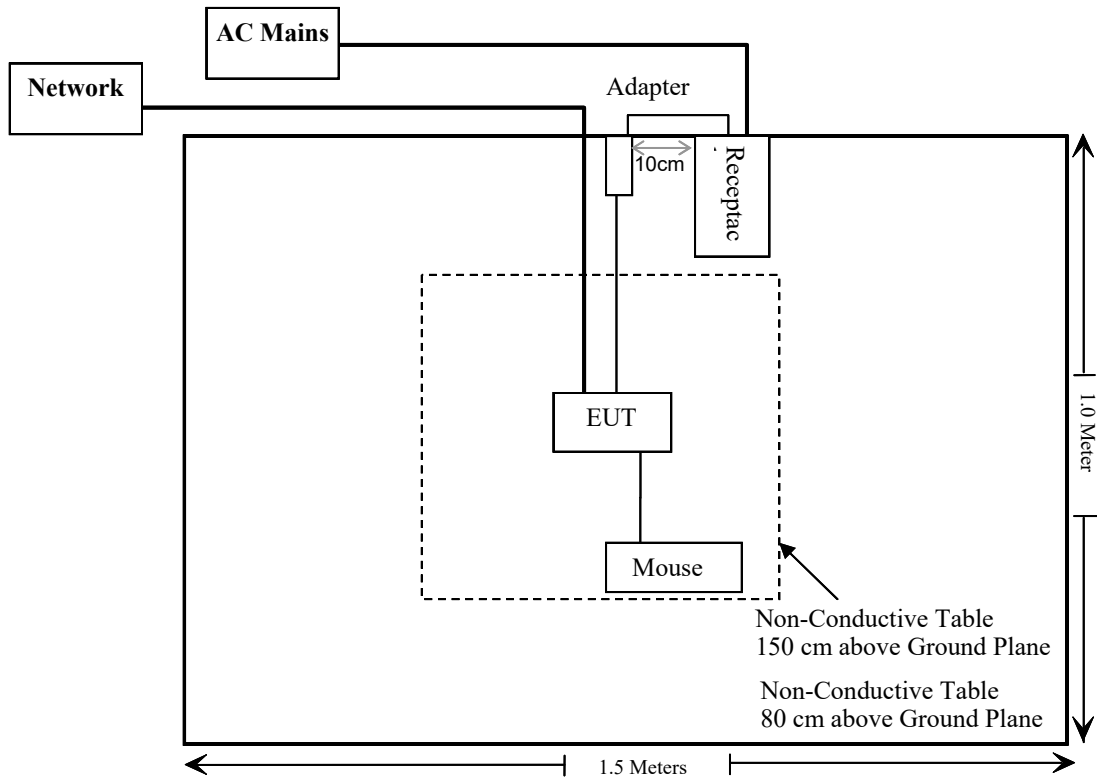 AC Mains
Network
Adapter
10cm
Receptac
EUT
Mouse
Non-Conductive Table
150 cm above Ground Plane
Non-Conductive Table
80 cm above Ground Plane
1.0 Meter
1.5 Meters